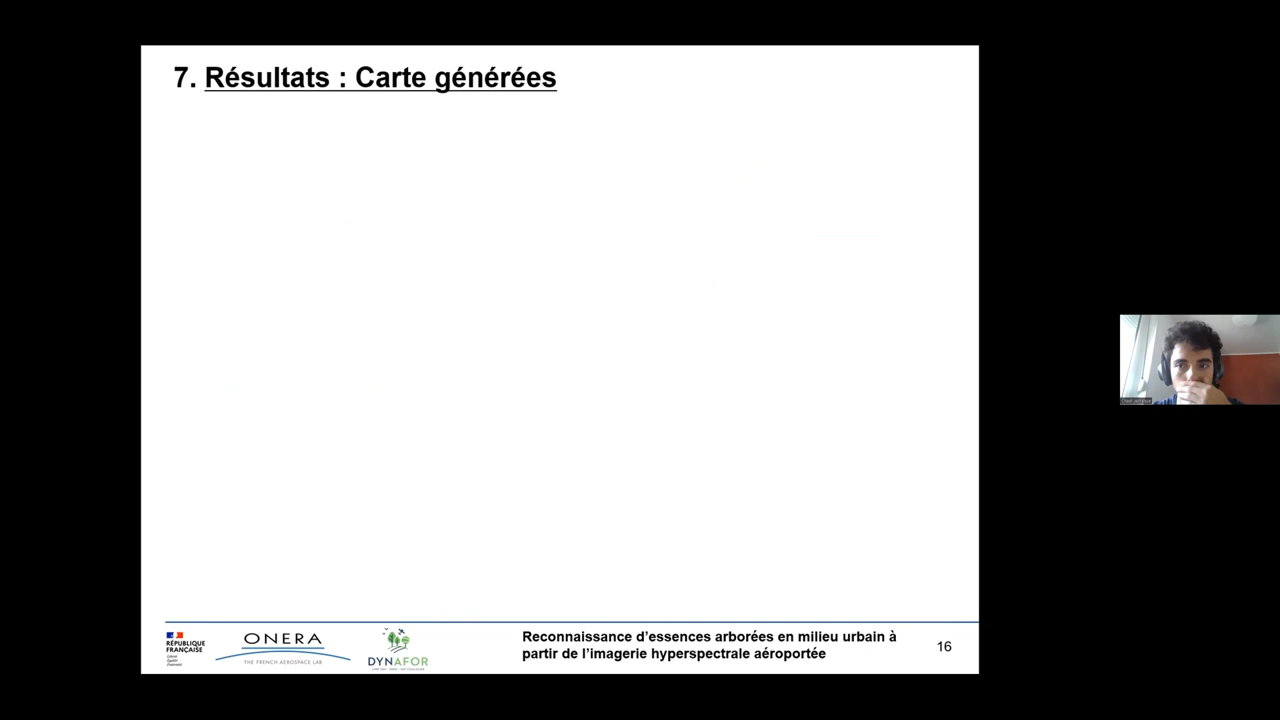 7. Résultats : Carte générées
RÉPUBLIQUE
FRANÇAISE
Liberté
Égalité
Fraternité
ONERA
THE FRENCH AEROSPACE LAB
DYNAFOR
Reconnaissance d’essences arborées en milieu urbain à
partir de l’imagerie hyperspectrale aéroportée
16